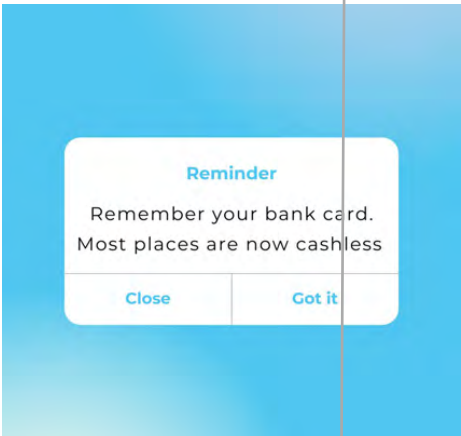 Reminder
Remember your bank card.
Most places are now cashless
Close
Got it